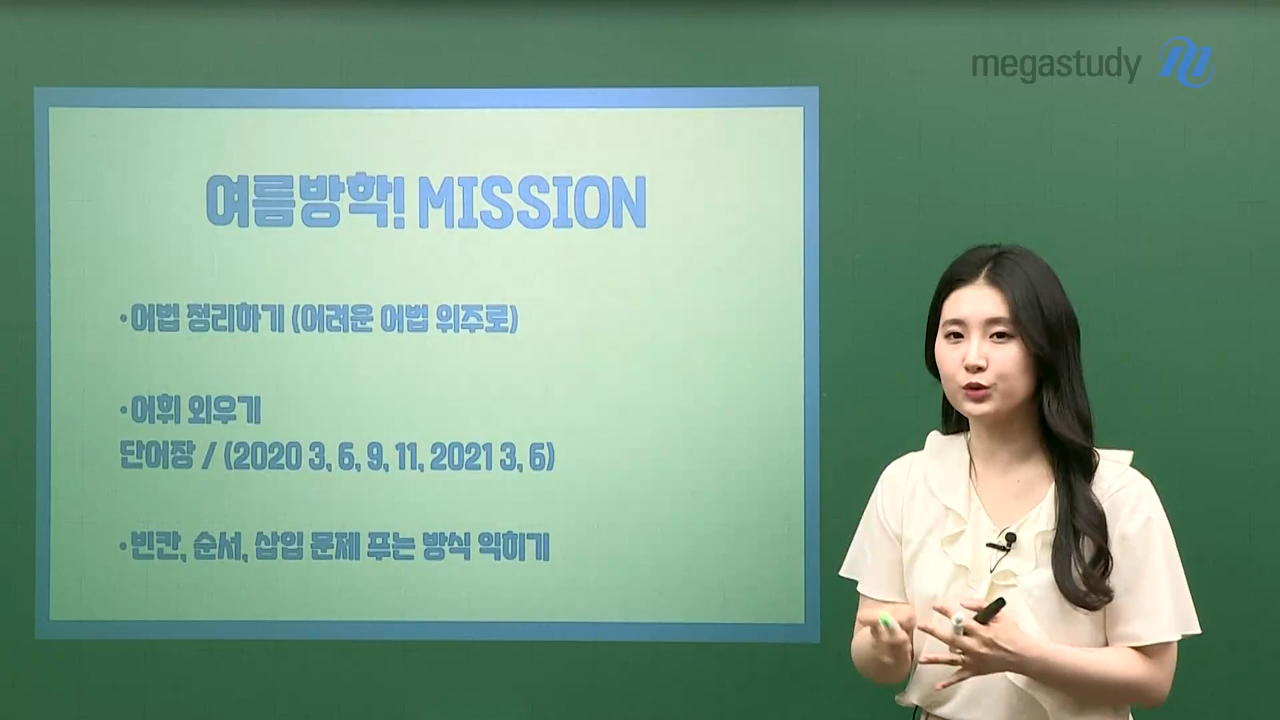 megastudy
여름방학! MISSION
• 어법 정리하기 (어려운 어법 위주로)
• 어휘 외우기
단어장 / (2020 3, 6, 9, 11, 2021 3, 6)
• 빈칸, 순서, 삽입 문제 푸는 방식 익히기